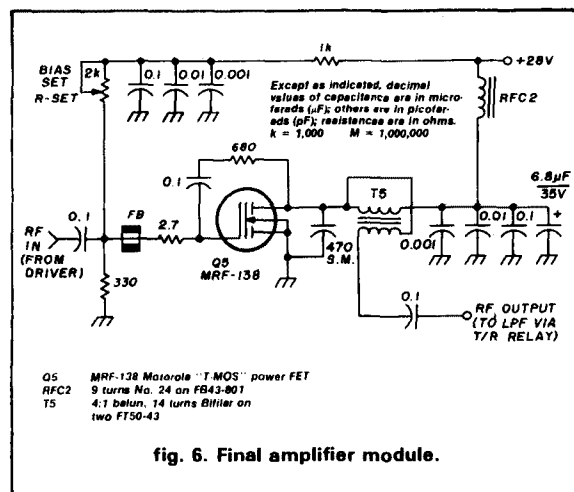 BIAS
SET
R-SET
2k
0.1
0.01
0.001
1k
+28V
RFC2
Except as indicated, decimal
values of capacitance are in micro-
farads (µF); others are in picofar-
ads (pF); resistances are in ohms.
k = 1,000 M = 1,000,000
680
0.1
6.8µF
35V
T5
0.1
FB
2.7
RF
IN
(FROM
DRIVER)
330
Q5
MRF-138
470
S.M.
0.001
0.01
0.1
+
0.1
RF OUTPUT
(TO LPF VIA
T/R RELAY)
Q5 MRF-138 Motorola "T-MOS" power FET
RFC2 9 turns No. 24 on FB43-801
T5 4:1 balun, 14 turns Bifilar on
two FT50-43
fig. 6. Final amplifier module.